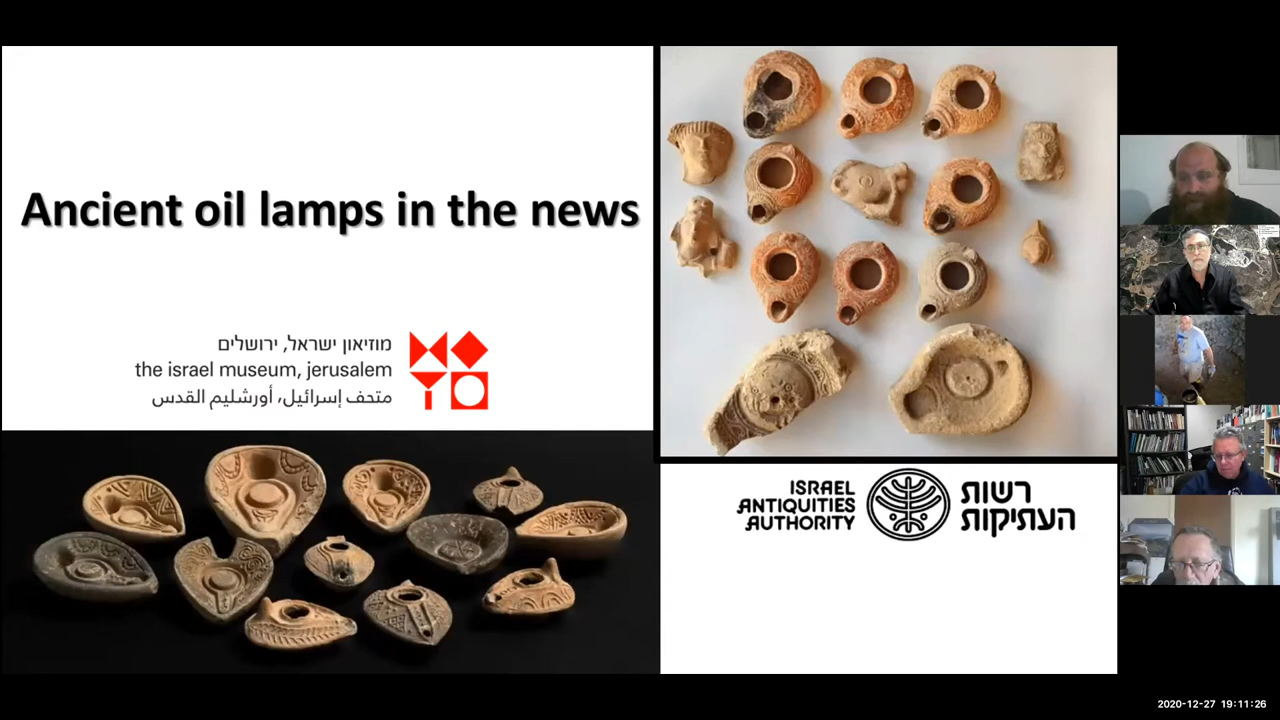 Ancient oil lamps in the news
מוזיאון ישראל, ירושלים
the israel museum, jerusalem
متحف إسرائيل، أورشليم القدس
ISRAEL
ANTIQUITIES
AUTHORITY
רשות
העתיקות
2020-12-27 19:11:26